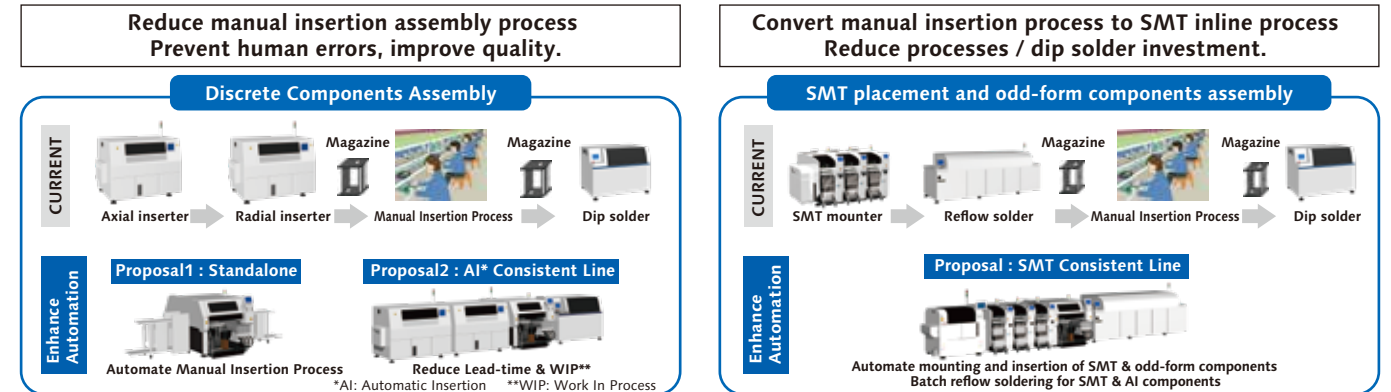 Reduce manual insertion assembly process
Prevent human errors, improve quality.
Discrete Components Assembly
CURRENT
Magazine
Magazine
Axial inserter
Radial inserter
Manual Insertion Process
Dip solder
Enhance
Automation
Proposal1 : Standalone
Automate Manual Insertion Process
Proposal2 : AI* Consistent Line
Reduce Lead-time & WIP**
*AI: Automatic Insertion **WIP: Work In Process
Convert manual insertion process to SMT inline process
Reduce processes / dip solder investment.
SMT placement and odd-form components assembly
CURRENT
Magazine
Magazine
SMT mounter
Reflow solder
Manual Insertion Process
Dip solder
Enhance
Automation
Proposal : SMT Consistent Line
Automate mounting and insertion of SMT & odd-form components
Batch reflow soldering for SMT & AI components